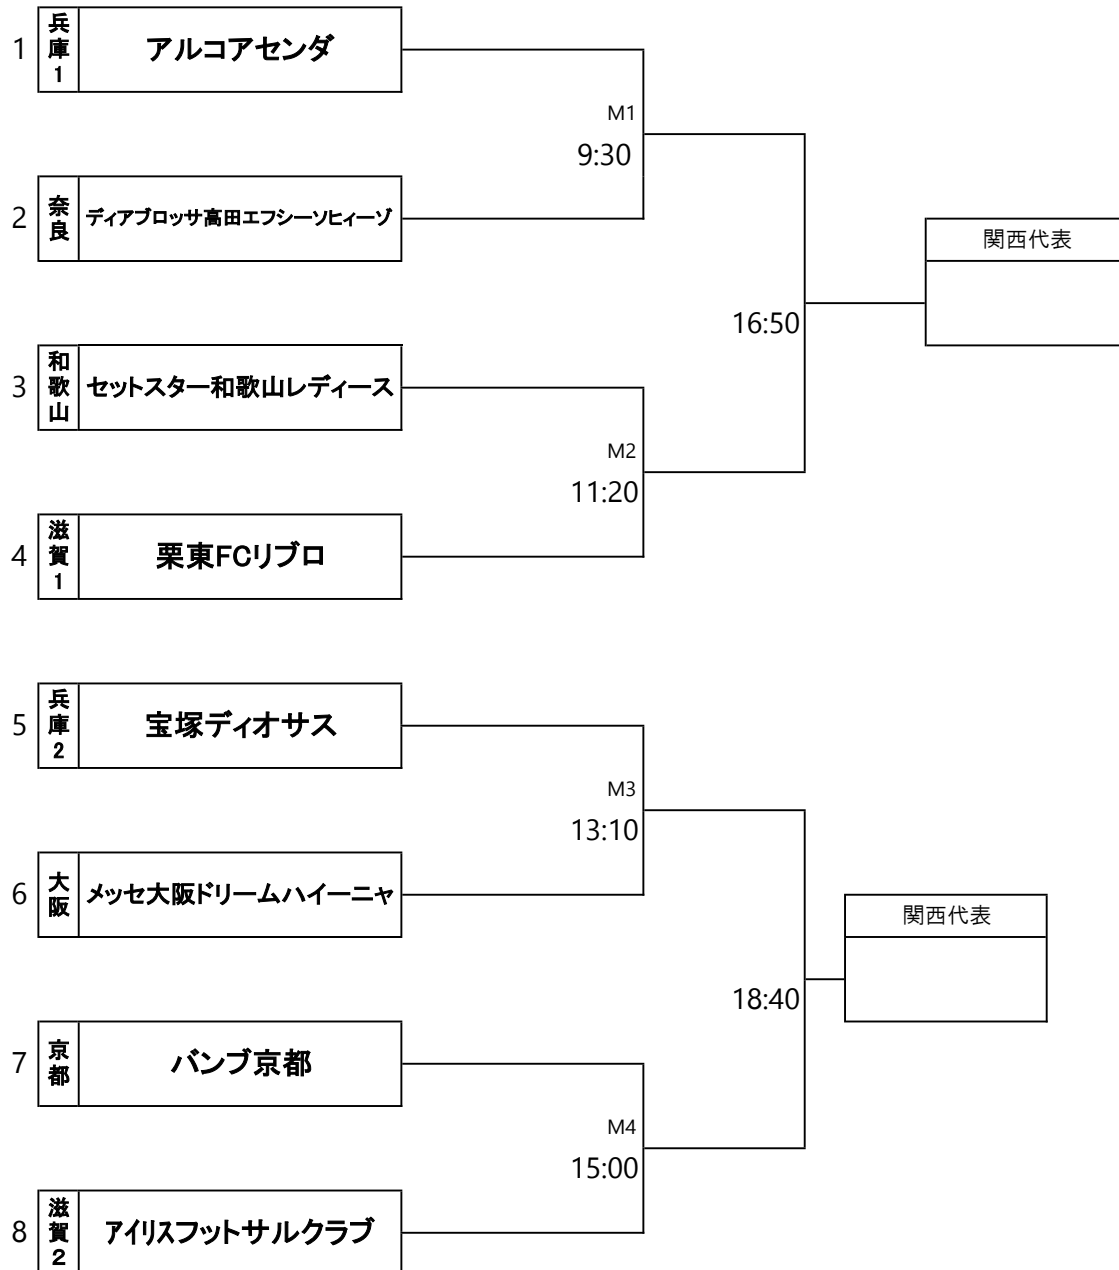 1 兵庫1 アルコアセンダ
M1
9:30
2 奈良 ディアブロッサ高田エフシーソヒィーゾ
関西代表
16:50
3 和歌山 セットスター和歌山レディース
M2
11:20
4 滋賀1 栗東FCリブロ
5 兵庫2 宝塚ディオサス
M3
13:10
6 大阪 メッセ大阪ドリームハイーニャ
関西代表
18:40
7 京都 バンブ京都
M4
15:00
8 滋賀2 アイリスフットサルクラブ